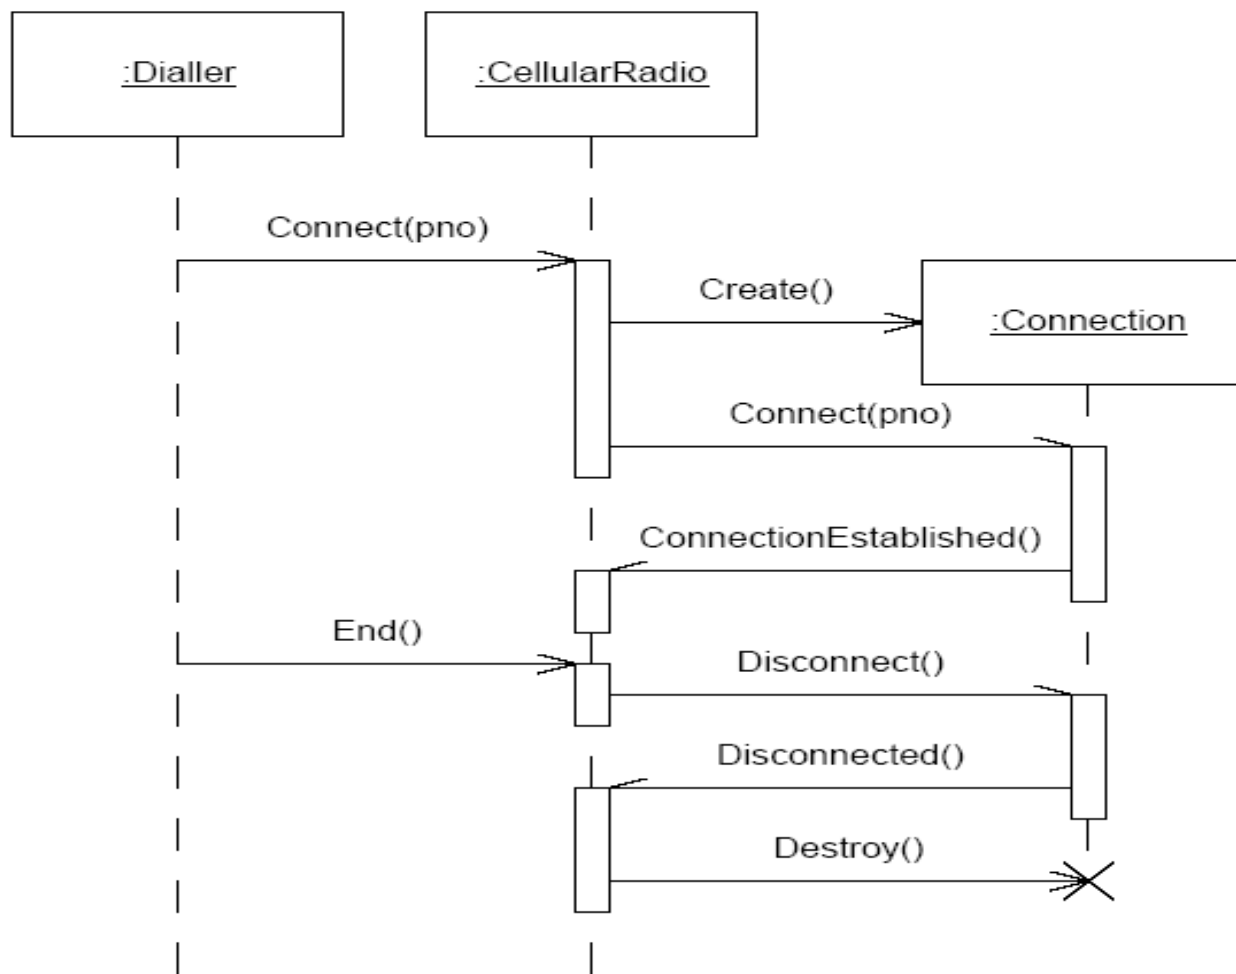 :Dialler
:CellularRadio
Connect(pno)
Create()
:Connection
Connect(pno)
ConnectionEstablished()
End()
Disconnect()
Disconnected()
Destroy()